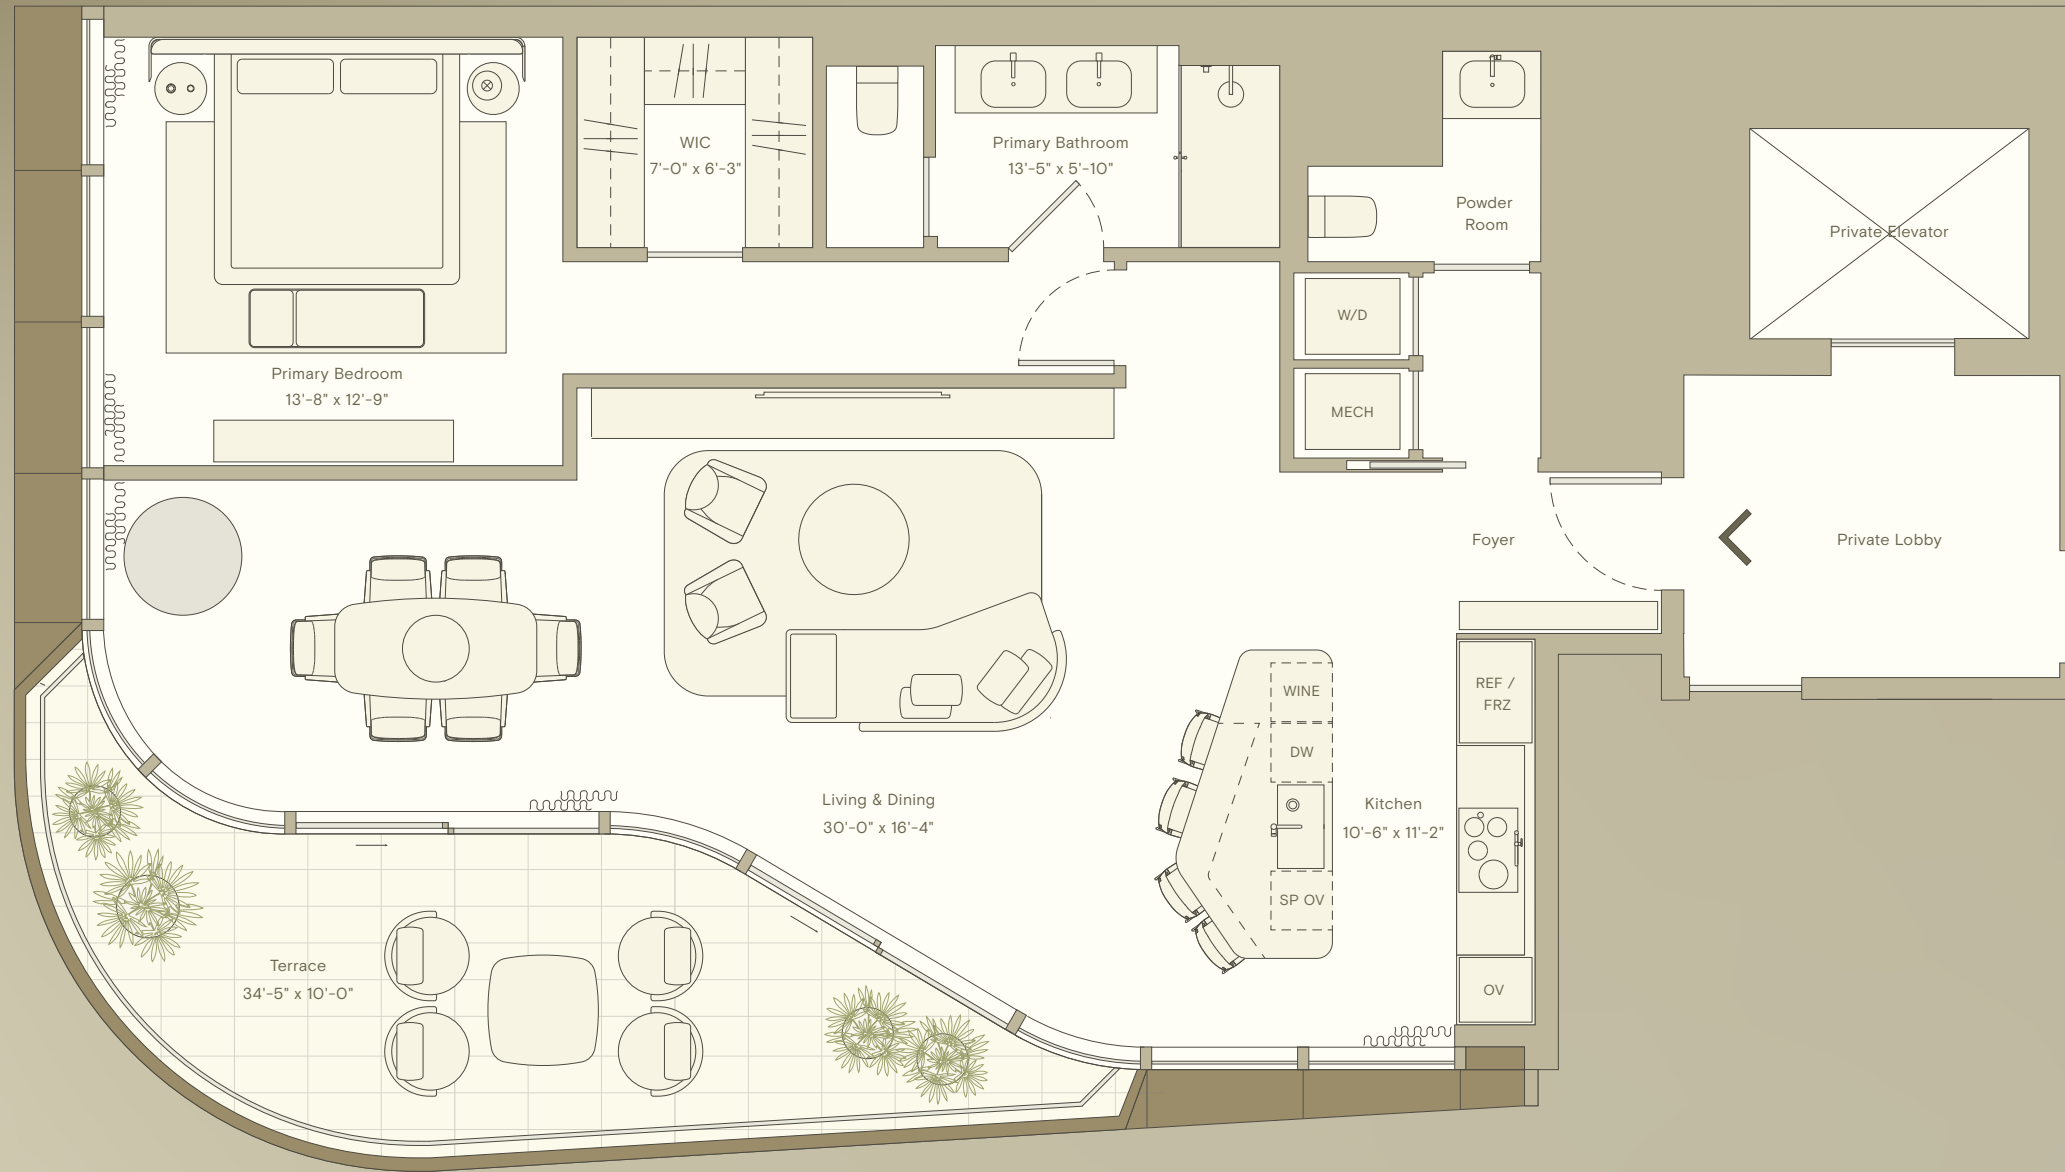 WIC
7'-0" x 6'-3"
Primary Bathroom
13'-5" x 5'-10"
Powder
Room
Private Elevator
W/D
Primary Bedroom
13'-8" x 12'-9"
MECH
Foyer
Private Lobby
REF /
FRZ
WINE
DW
Living & Dining
30'-0" x 16'-4"
Kitchen
10'-6" x 11'-2"
SP OV
Terrace
34'-5" x 10'-0"
OV